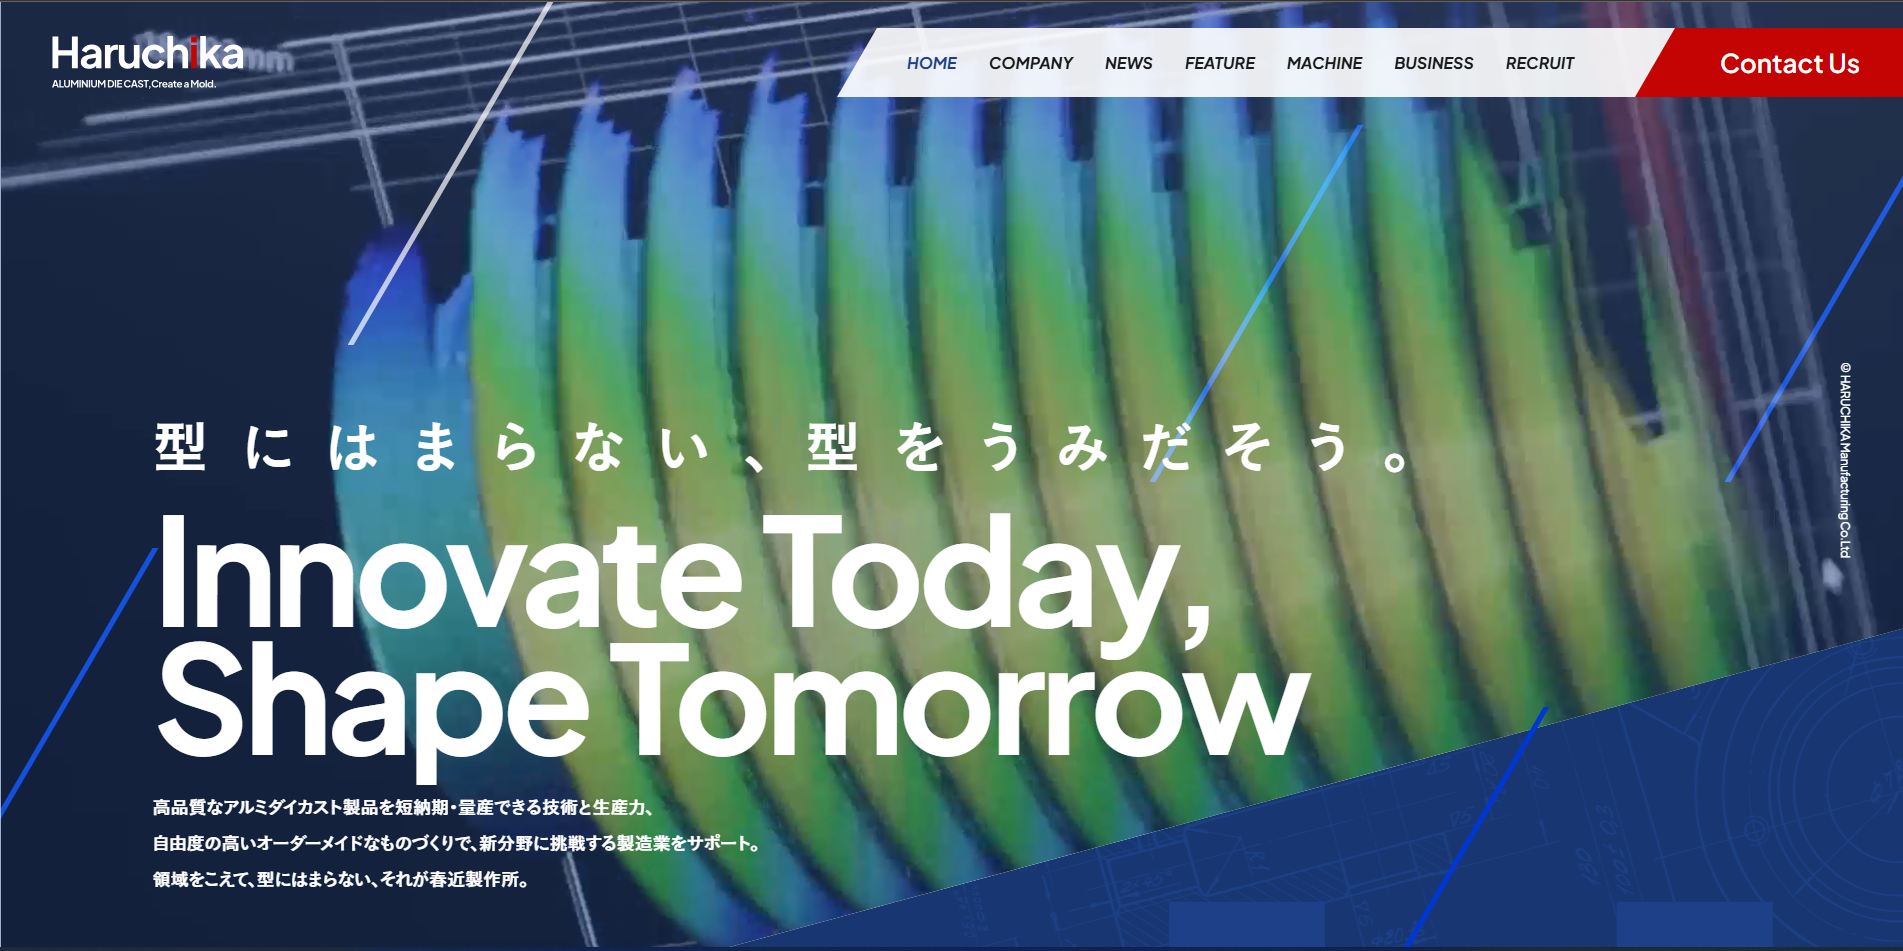 Haruchika
ALUMINIUM DIE CAST,Create a Mold.
HOME
COMPANY
NEWS
FEATURE
MACHINE
BUSINESS
RECRUIT
Contact Us
型にはまらない、型をうみだそう。
Innovate Today,
Shape Tomorrow
高品質なアルミダイカスト製品を短納期・量産できる技術と生産力、
自由度の高いオーダーメイドなものづくりで、新分野に挑戦する製造業をサポート。
領域をこえて、型にはまらない、それが春近製作所。
© HARUCHIKA Manufacturing Co.Ltd